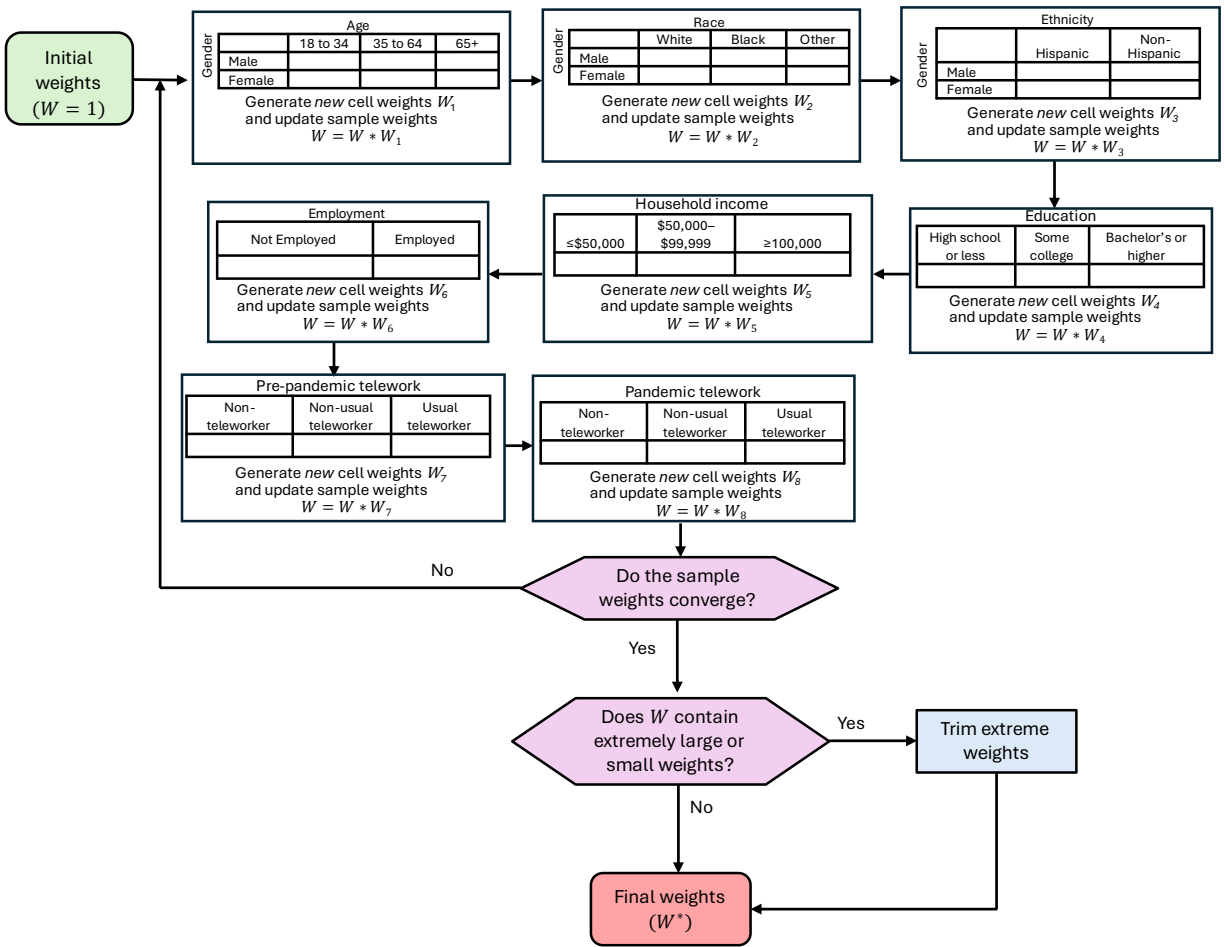 Initial
weights
(W = 1)
Age
Gender
18 to 34 35 to 64 65+
Male
Female
Generate new cell weights W₁
and update sample weights
W = W * W₁
Race
Gender
White Black Other
Male
Female
Generate new cell weights W₂
and update sample weights
W = W * W₂
Ethnicity
Gender
Hispanic Non-
Hispanic
Male
Female
Generate new cell weights W₃
and update sample weights
W = W * W₃
Education
High school
or less
Some
college
Bachelor's or
higher
Generate new cell weights W₄
and update sample weights
W = W * W₄
Household income
≤$50,000
$50,000–
$99,999
≥100,000
Generate new cell weights W₅
and update sample weights
W = W * W₅
Employment
Not Employed Employed
Generate new cell weights W₆
and update sample weights
W = W * W₆
Pre-pandemic telework
Non-
teleworker
Non-usual
teleworker
Usual
teleworker
Generate new cell weights W₇
and update sample weights
W = W * W₇
Pandemic telework
Non-
teleworker
Non-usual
teleworker
Usual
teleworker
Generate new cell weights W₈
and update sample weights
W = W * W₈
Do the sample
weights converge?
No
Yes
Does W contain
extremely large or
small weights?
Yes
Trim extreme
weights
No
Final weights
(W*)